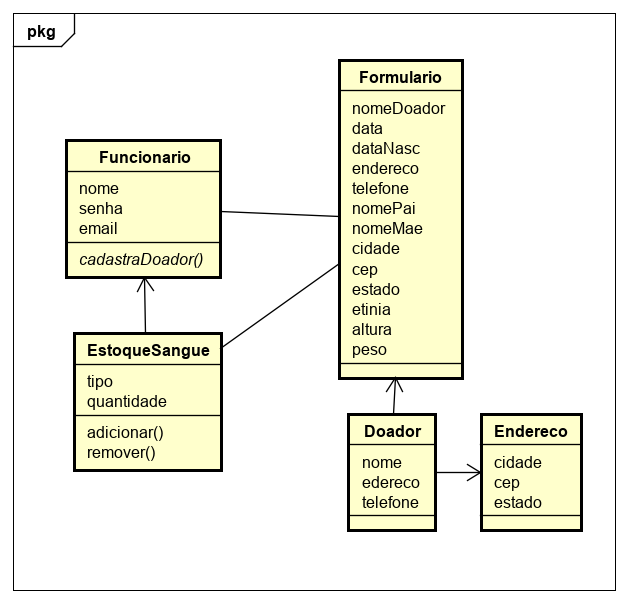 pkg
Formulario
nomeDoador
data
dataNasc
endereco
telefone
nomePai
nomeMae
cidade
cep
estado
etinia
altura
peso
Funcionario
nome
senha
email
cadastraDoador()
EstoqueSangue
tipo
quantidade
adicionar()
remover()
Doador
nome
edereco
telefone
Endereco
cidade
cep
estado